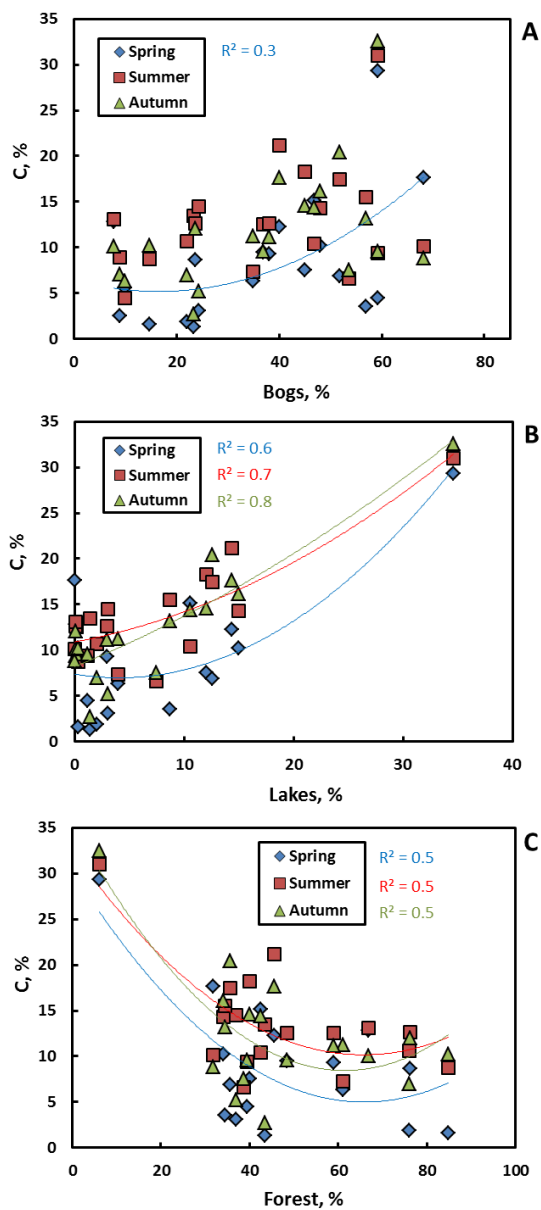 A
35
30
25
20
15
10
5
0
C, %
Spring
Summer
Autumn
R² = 0.3
0 20 40 60 80
Bogs, %
B
35
30
25
20
15
10
5
0
C, %
Spring
Summer
Autumn
R² = 0.6
R² = 0.7
R² = 0.8
0 10 20 30 40
Lakes, %
C
35
30
25
20
15
10
5
0
C, %
Spring
Summer
Autumn
R² = 0.5
R² = 0.5
R² = 0.5
0 20 40 60 80 100
Forest, %